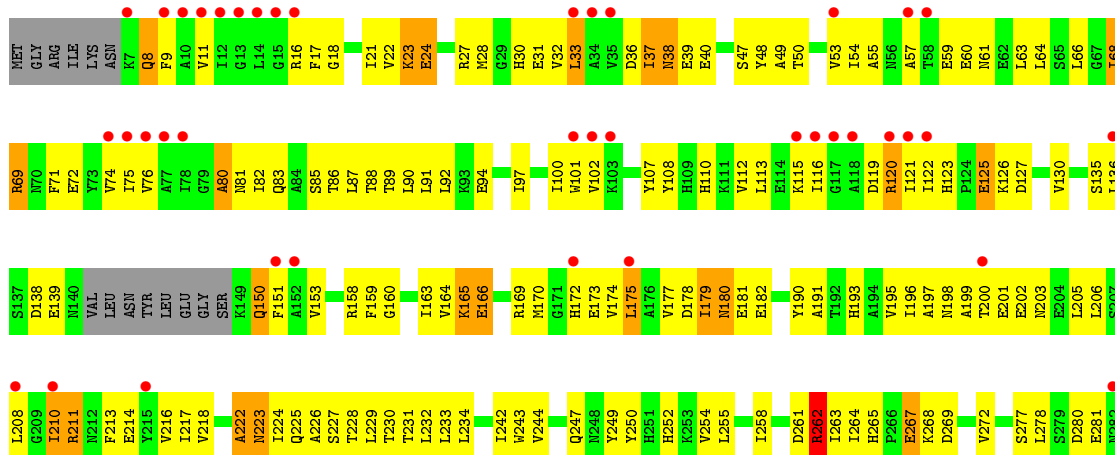 MET GLY ARG ILE LYS ASN K7 Q8 F9 A10 V11 I12 G13 L14 G15 R16 F17 G18 I21 V22 K23 E24 R27 M28 G29 H30 E31 V32 L33 A34 V35 D36 I37 N38 E39 E40 S47 Y48 A49 T50 V53 I54 A55 N56 A57 T58 E59 E60 N61 E62 L63 L64 S65 L66 G67 I68
R69 N70 F71 E72 Y73 V74 I75 V76 A77 I78 G79 A80 N81 I82 Q83 A84 S85 T86 L87 T88 T89 L90 L91 L92 K93 E94 I97 I100 W101 V102 K103 Y107 Y108 H109 H110 K111 V112 L113 E114 K115 I116 G117 A118 D119 R120 I121 I122 H123 P124 E125 K126 D127 V130 S135 L136
S137 D138 E139 N140 VAL LEU ASN TYR LEU GLU GLY SER K149 Q150 F151 A152 V153 R158 F159 G160 I163 V164 K165 E166 R169 M170 G171 H172 E173 V174 L175 A176 V177 D178 I179 N180 E181 E182 Y190 A191 T192 H193 A194 V195 I196 A197 N198 A199 T200 E201 E202 N203 E204 L205 L206 S207
L208 G209 I210 R211 N212 F213 E214 Y215 V216 I217 V218 A222 N223 I224 Q225 A226 S227 T228 L229 T230 T231 L232 L233 L234 I242 W243 V244 Q247 N248 Y249 Y250 H251 H252 K253 V254 L255 I258 D261 R262 I263 I264 H265 P266 E267 K268 D269 V272 S277 L278 S279 D280 E281 N282